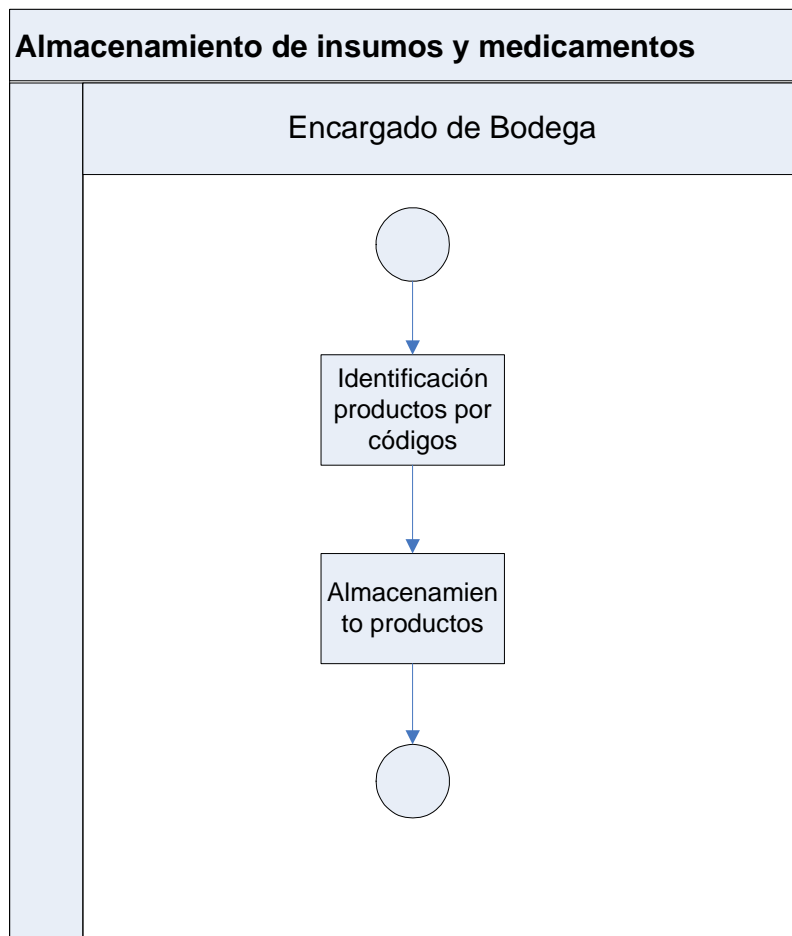 Almacenamiento de insumos y medicamentos
Encargado de Bodega
Identificación
productos por
códigos
Almacenamien
to productos